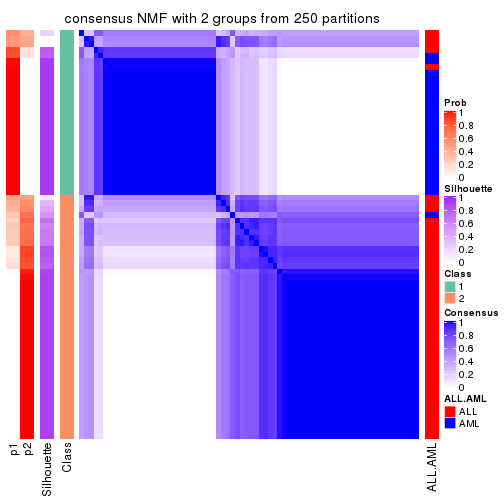 consensus NMF with 2 groups from 250 partitions
Prob
1
0.8
0.6
0.4
0.2
0
Silhouette
1
0.8
0.6
0.4
0.2
0
Class
1
2
Consensus
1
0.8
0.6
0.4
0.2
0
ALL.AML
ALL
AML
p1
p2
Silhouette
Class
ALL.AML